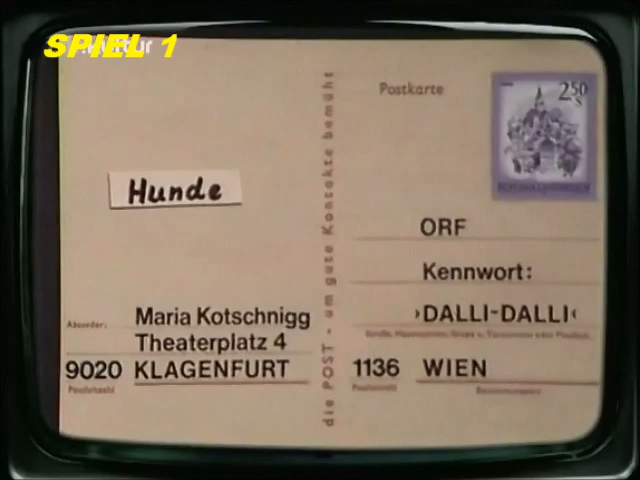 SPIEL 1
Postkarte
2.50
S
Hunde
die POST - um gute Kontakte bemüht
ORF
Kennwort:
›DALLI-DALLI‹
Absender:
Maria Kotschnigg
Theaterplatz 4
9020 KLAGENFURT
Postleitzahl
1136 WIEN
Postleitzahl
Bestimmungsort